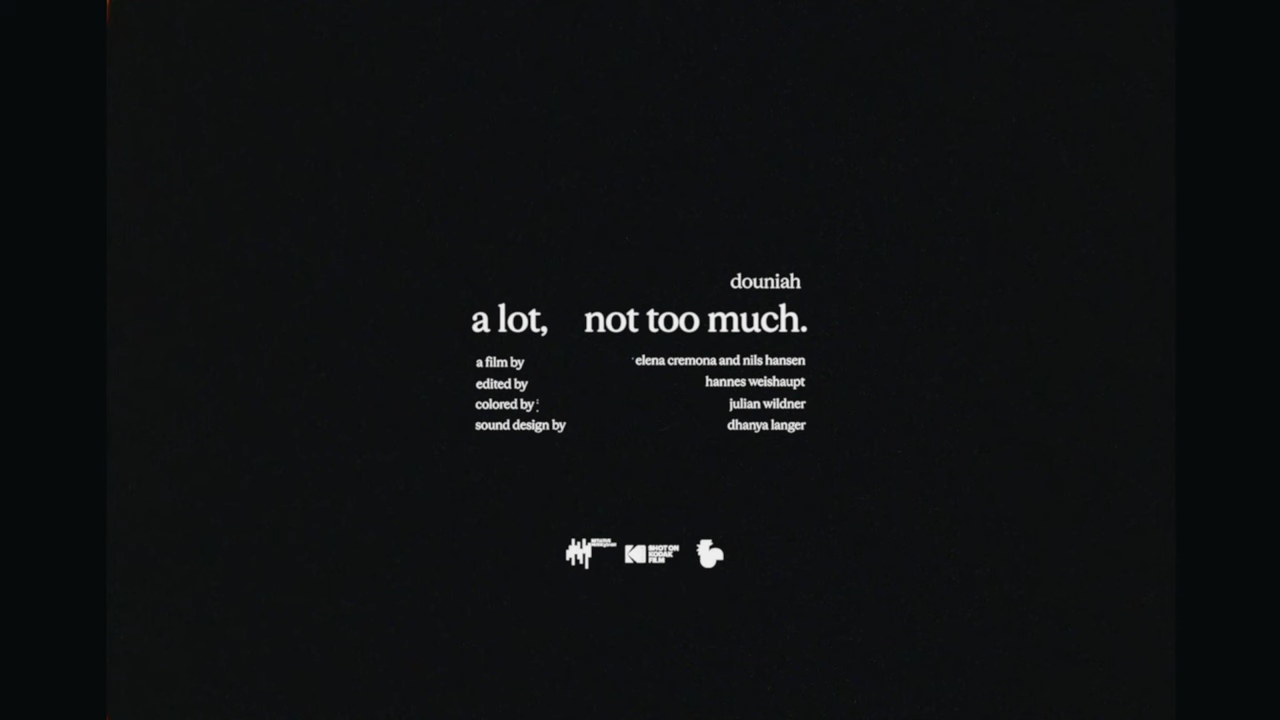 douniah
a lot, not too much.
a film by elena cremona and nils hansen
edited by hannes weishaupt
colored by julian wildner
sound design by dhanya langer
SHOT ON
KODAK
FILM